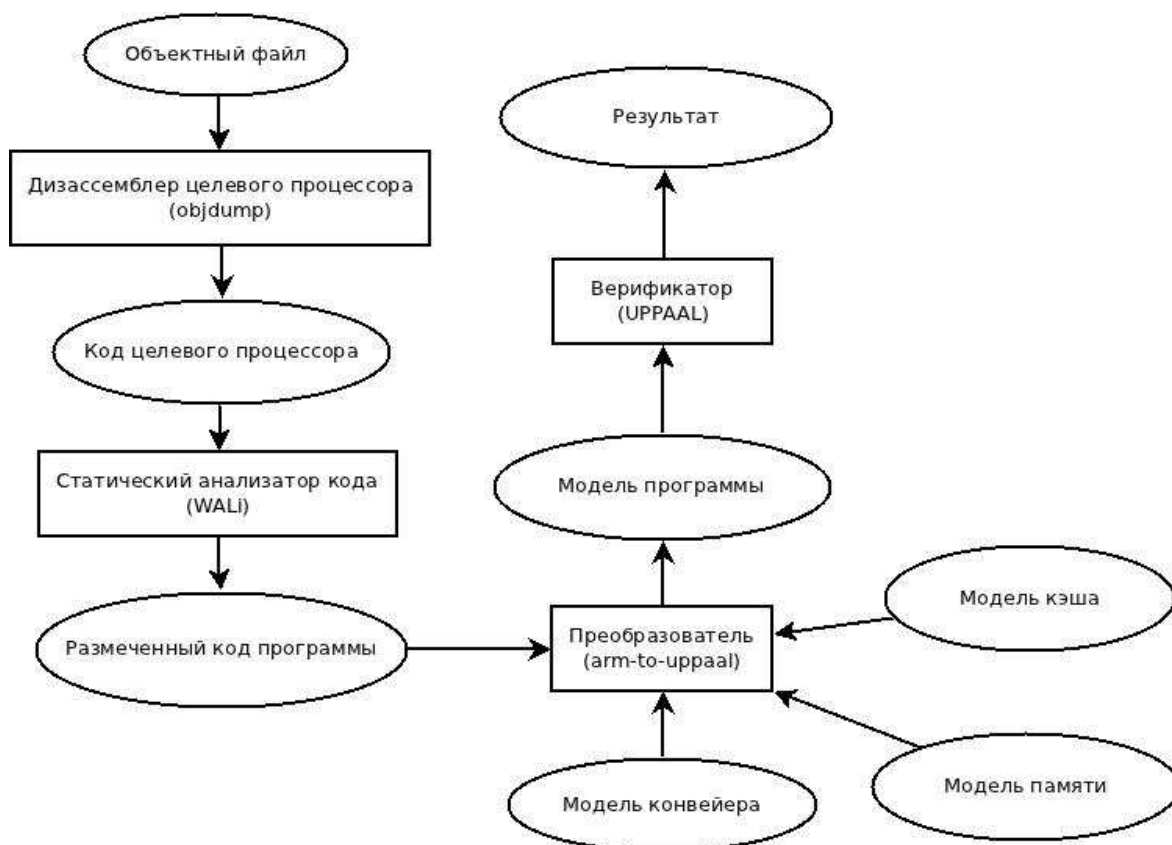 Объектный файл
Дизассемблер целевого процессора
(objdump)
Код целевого процессора
Статический анализатор кода
(WALi)
Размеченный код программы
Результат
Верификатор
(UPPAAL)
Модель программы
Преобразователь
(arm-to-uppaal)
Модель кэша
Модель памяти
Модель конвейера